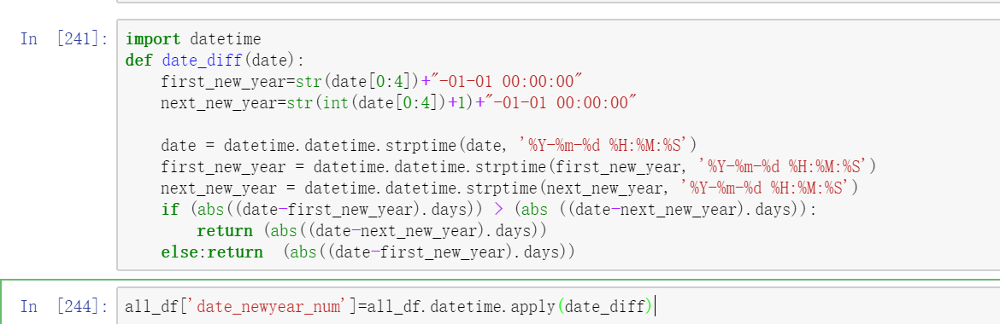 In [241]:
import datetime
def date_diff(date):
    first_new_year=str(date[0:4])+"-01-01 00:00:00"
    next_new_year=str(int(date[0:4])+1)+"-01-01 00:00:00"
    date = datetime.datetime.strptime(date, '%Y-%m-%d %H:%M:%S')
    first_new_year = datetime.datetime.strptime(first_new_year, '%Y-%m-%d %H:%M:%S')
    next_new_year = datetime.datetime.strptime(next_new_year, '%Y-%m-%d %H:%M:%S')
    if (abs((date-first_new_year).days)) > (abs ((date-next_new_year).days)):
        return (abs((date-next_new_year).days))
    else:return  (abs((date-first_new_year).days))
In [244]:
all_df['date_newyear_num']=all_df.datetime.apply(date_diff)